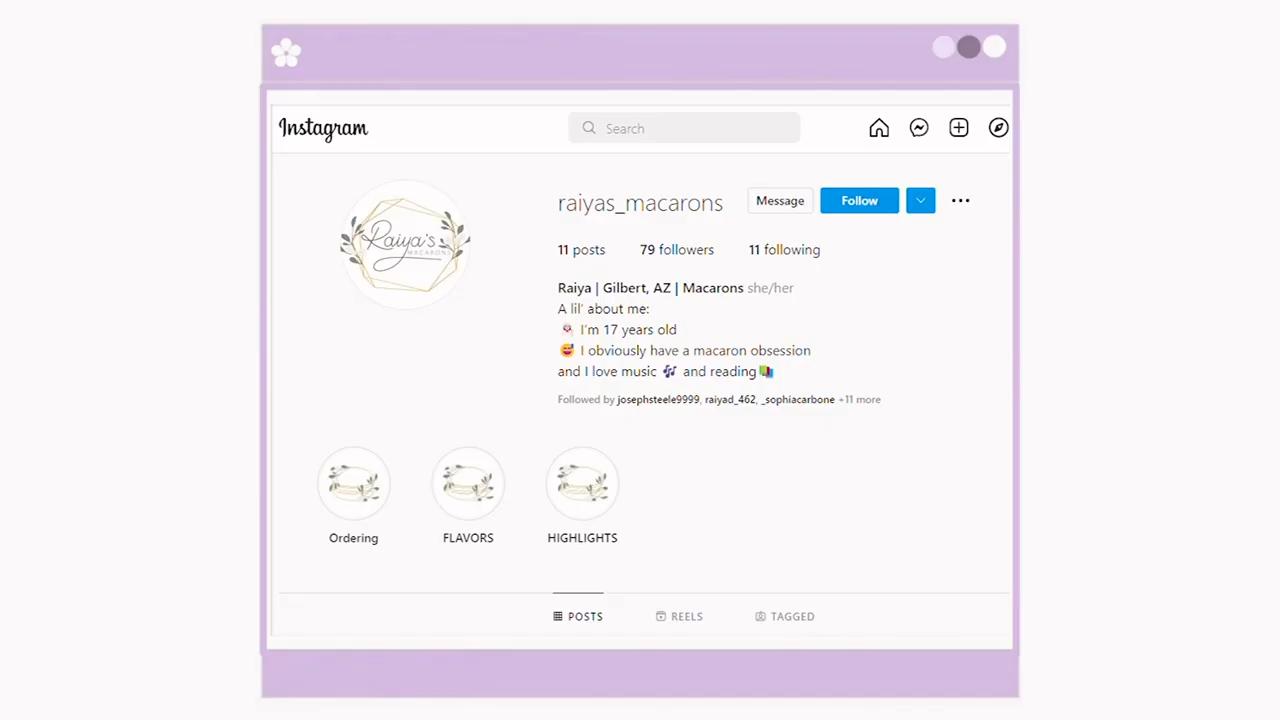 Instagram
Search
Raiya's
MACARONS
raiyas_macarons
Message
Follow
11 posts 79 followers 11 following
Raiya | Gilbert, AZ | Macarons she/her
A lil' about me:
I'm 17 years old
😅 I obviously have a macaron obsession
and I love music 🎶 and reading📚
Followed by josephsteele9999, raiyad_462, _sophiacarbone +11 more
Ordering FLAVORS HIGHLIGHTS
POSTS REELS TAGGED